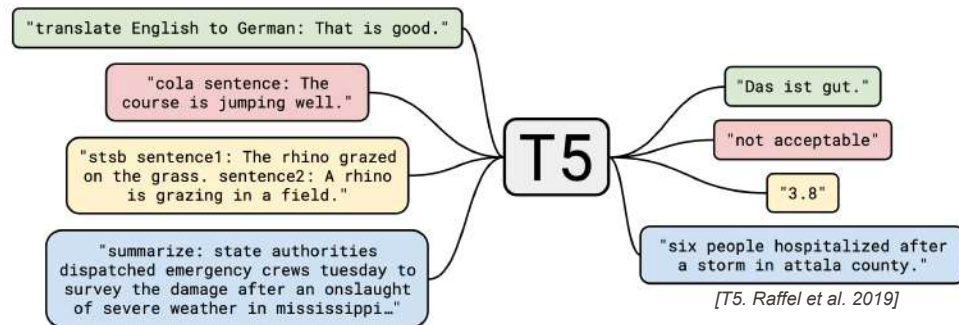 "translate English to German: That is good."
"cola sentence: The
course is jumping well."
"stsb sentence1: The rhino grazed
on the grass. sentence2: A rhino
is grazing in a field."
"summarize: state authorities
dispatched emergency crews tuesday to
survey the damage after an onslaught
of severe weather in mississippi…"
T5
"Das ist gut."
"not acceptable"
"3.8"
"six people hospitalized after
a storm in attala county."
[T5. Raffel et al. 2019]